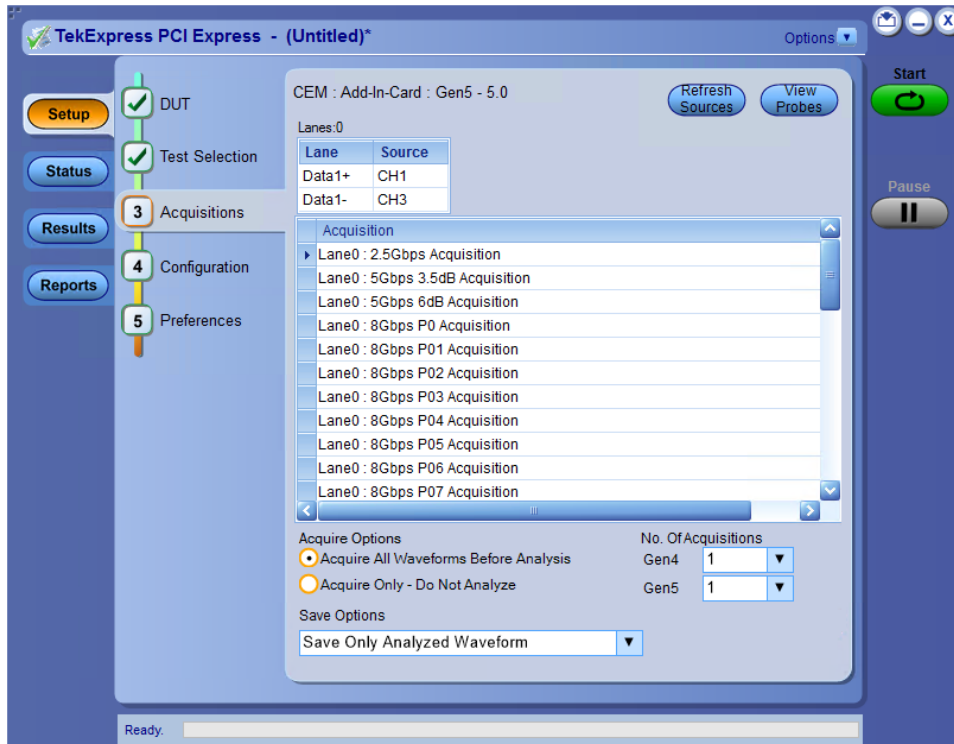 TekExpress PCI Express - (Untitled)*
Options
X
Start
Pause
Setup
Status
Results
Reports
DUT
Test Selection
3 Acquisitions
4 Configuration
5 Preferences
CEM : Add-In-Card : Gen5 - 5.0
Refresh Sources
View Probes
Lanes:0
Lane Source
Data1+ CH1
Data1- CH3
Acquisition
Lane0 : 2.5Gbps Acquisition
Lane0 : 5Gbps 3.5dB Acquisition
Lane0 : 5Gbps 6dB Acquisition
Lane0 : 8Gbps P0 Acquisition
Lane0 : 8Gbps P01 Acquisition
Lane0 : 8Gbps P02 Acquisition
Lane0 : 8Gbps P03 Acquisition
Lane0 : 8Gbps P04 Acquisition
Lane0 : 8Gbps P05 Acquisition
Lane0 : 8Gbps P06 Acquisition
Lane0 : 8Gbps P07 Acquisition
Acquire Options
Acquire All Waveforms Before Analysis
Acquire Only - Do Not Analyze
No. Of Acquisitions
Gen4 1
Gen5 1
Save Options
Save Only Analyzed Waveform
Ready.